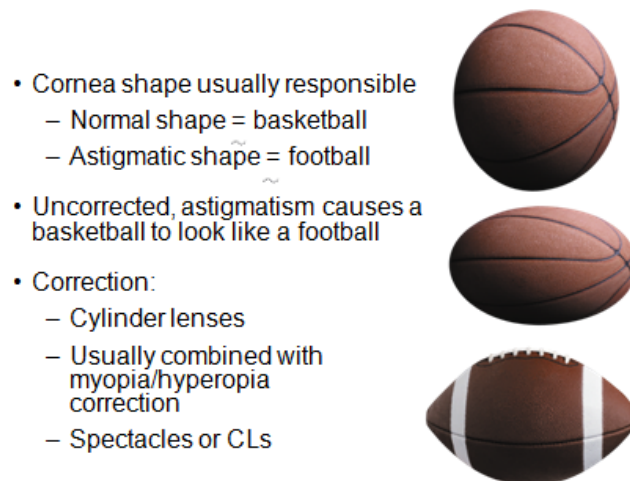 • Cornea shape usually responsible
– Normal shape = basketball
– Astigmatic shape = football
• Uncorrected, astigmatism causes a
basketball to look like a football
• Correction:
– Cylinder lenses
– Usually combined with
myopia/hyperopia
correction
– Spectacles or CLs